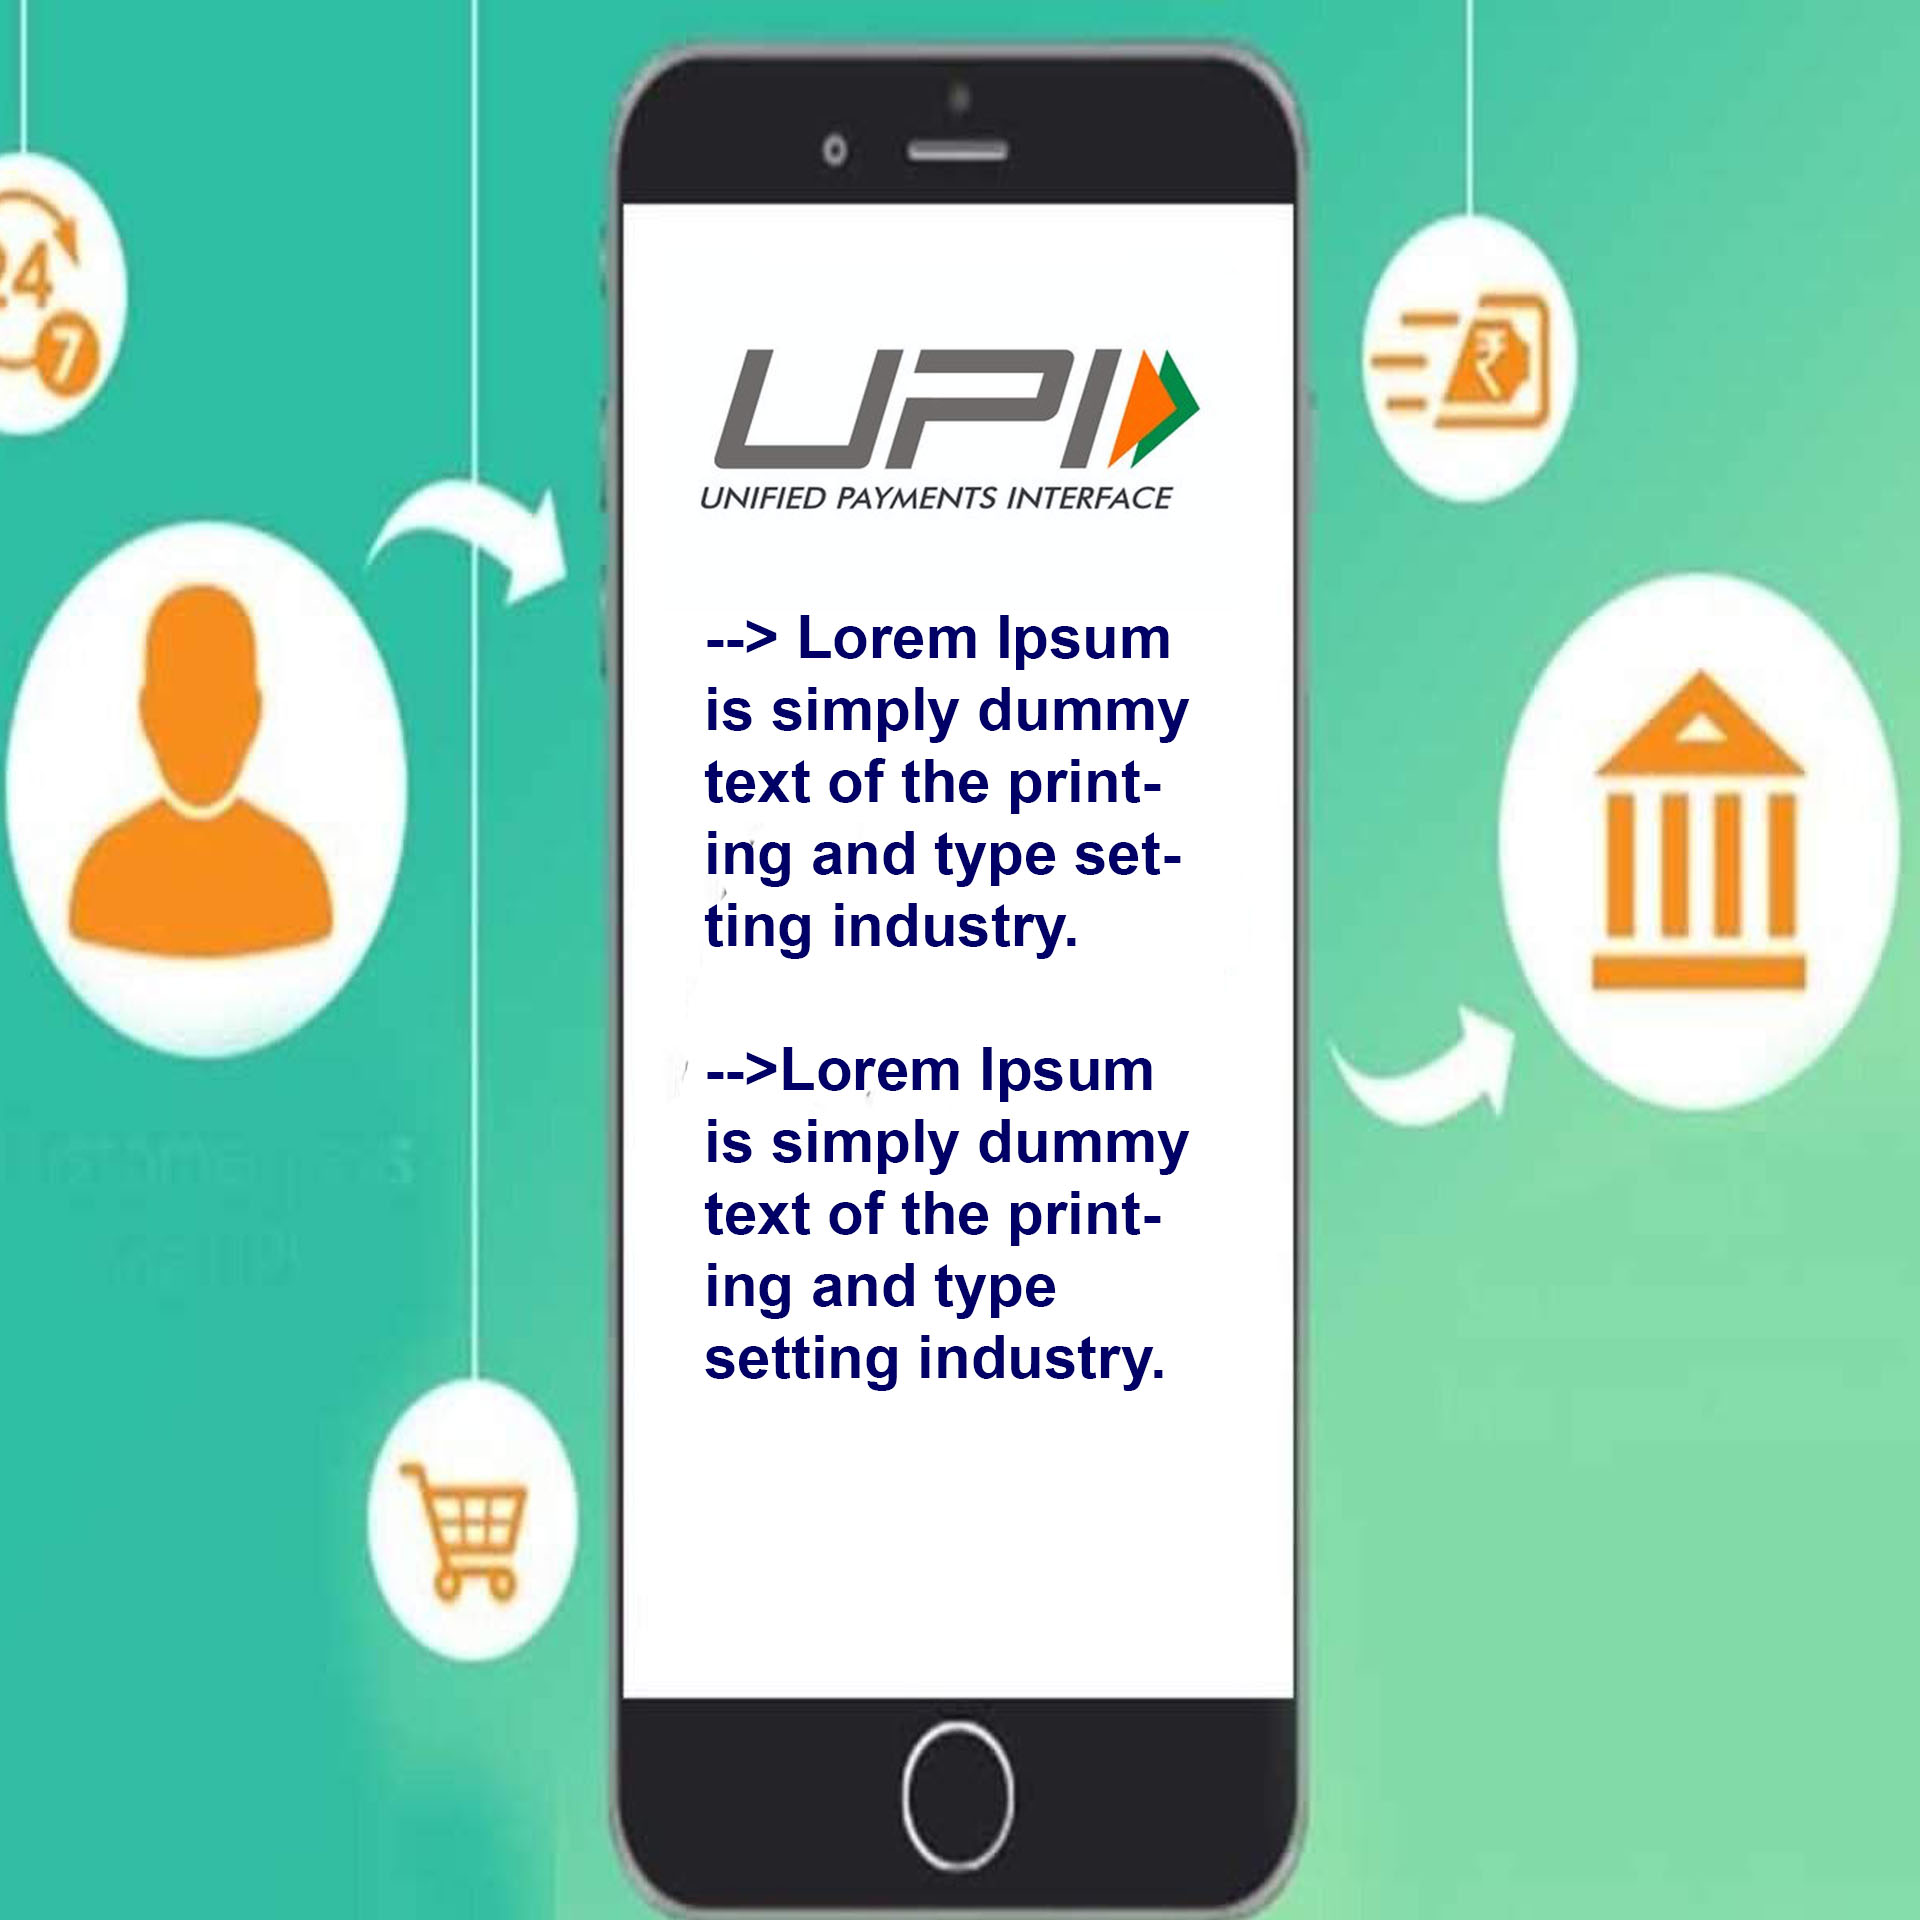 24
7
UPI
UNIFIED PAYMENTS INTERFACE
₹
--> Lorem Ipsum
is simply dummy
text of the print-
ing and type set-
ting industry.
-->Lorem Ipsum
is simply dummy
text of the print-
ing and type
setting industry.